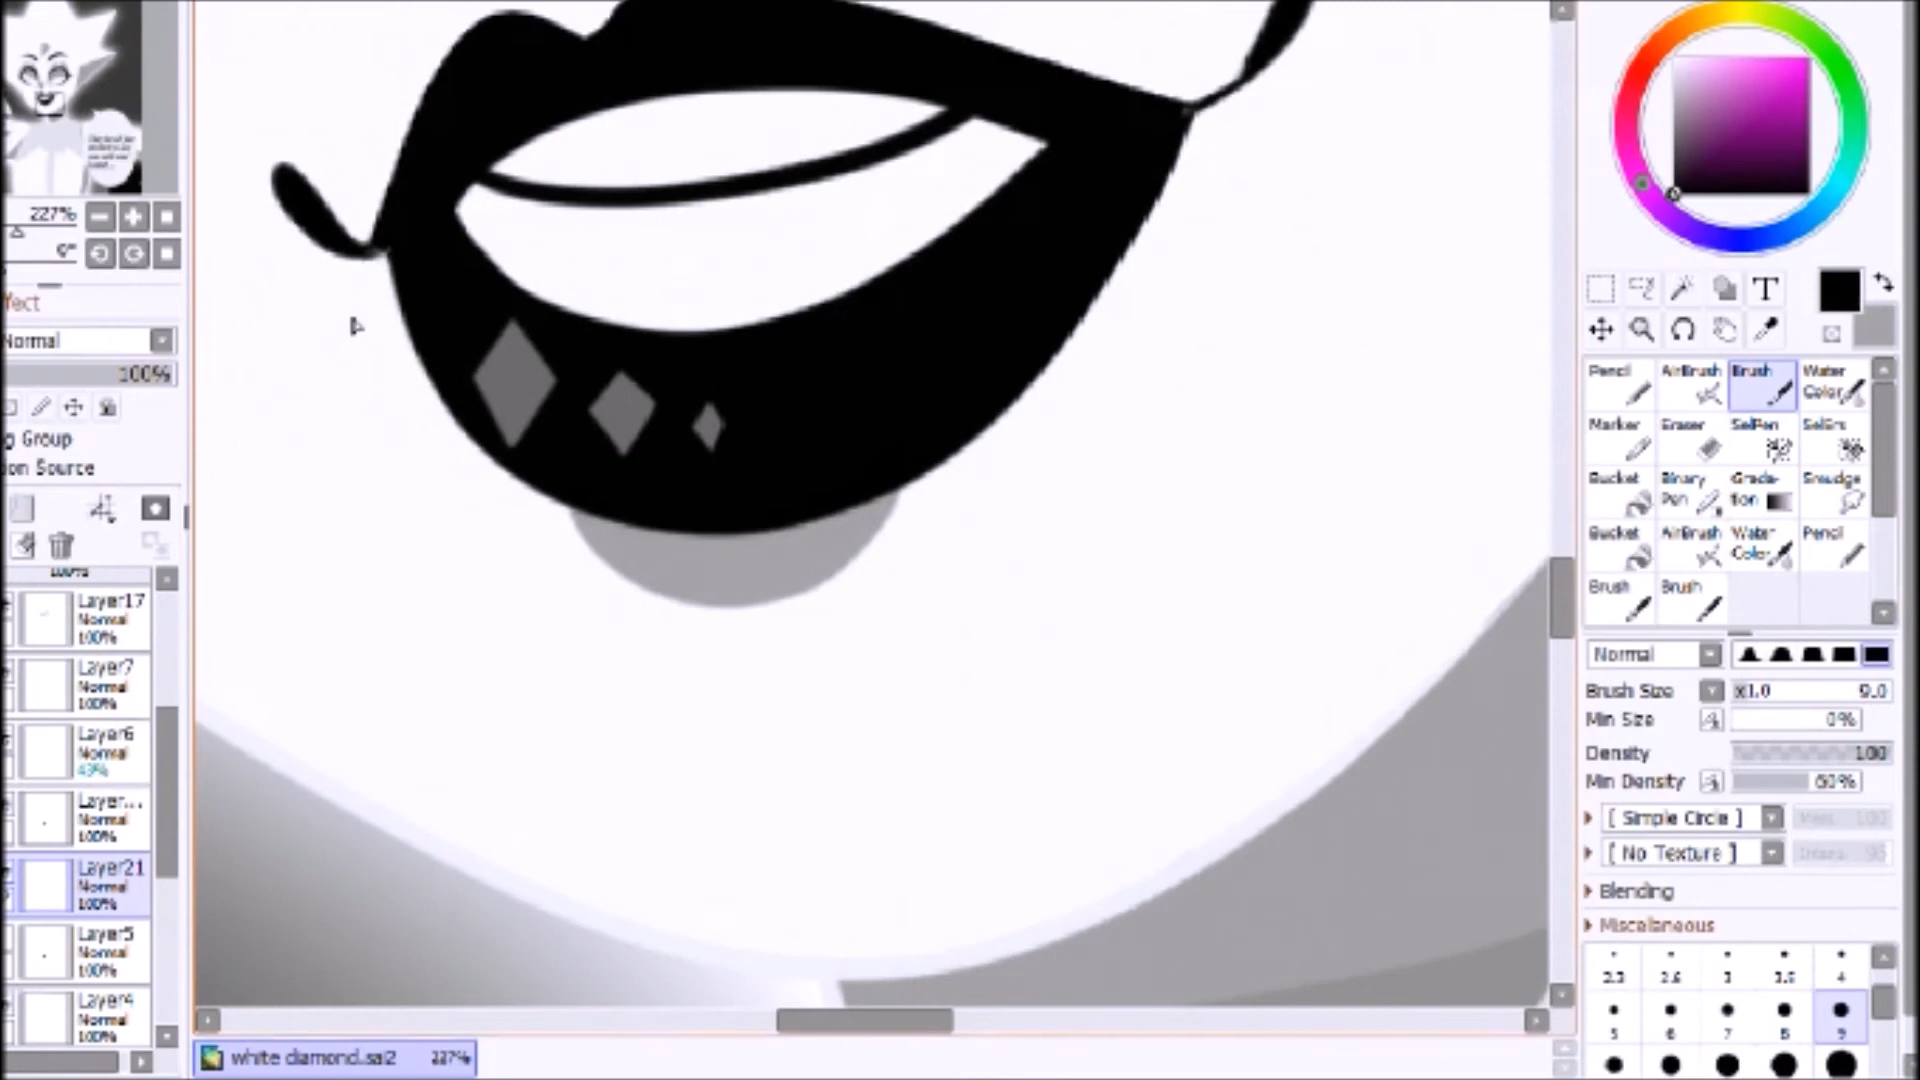 227%
Normal
100%
g Group
on Source
Layer17
Normal
100%
Layer7
Normal
100%
Layer6
Normal
43%
Layer...
Normal
100%
Layer21
Normal
100%
Layer5
Normal
100%
Layer4
Normal
100%
white diamond.sai2 227%
T
Pencil AirBrush Brush Water Color
Marker Eraser SelPen SelErs
Bucket Binary Pen Grada-tion Smudge
Bucket AirBrush Water Color Pencil
Brush Brush
Normal
Brush Size x1.0 9.0
Min Size 0%
Density 100
Min Density 60%
[ Simple Circle ]
[ No Texture ]
Blending
Miscellaneous
2.3 2.6 3 3.5 4
5 6 7 8 9